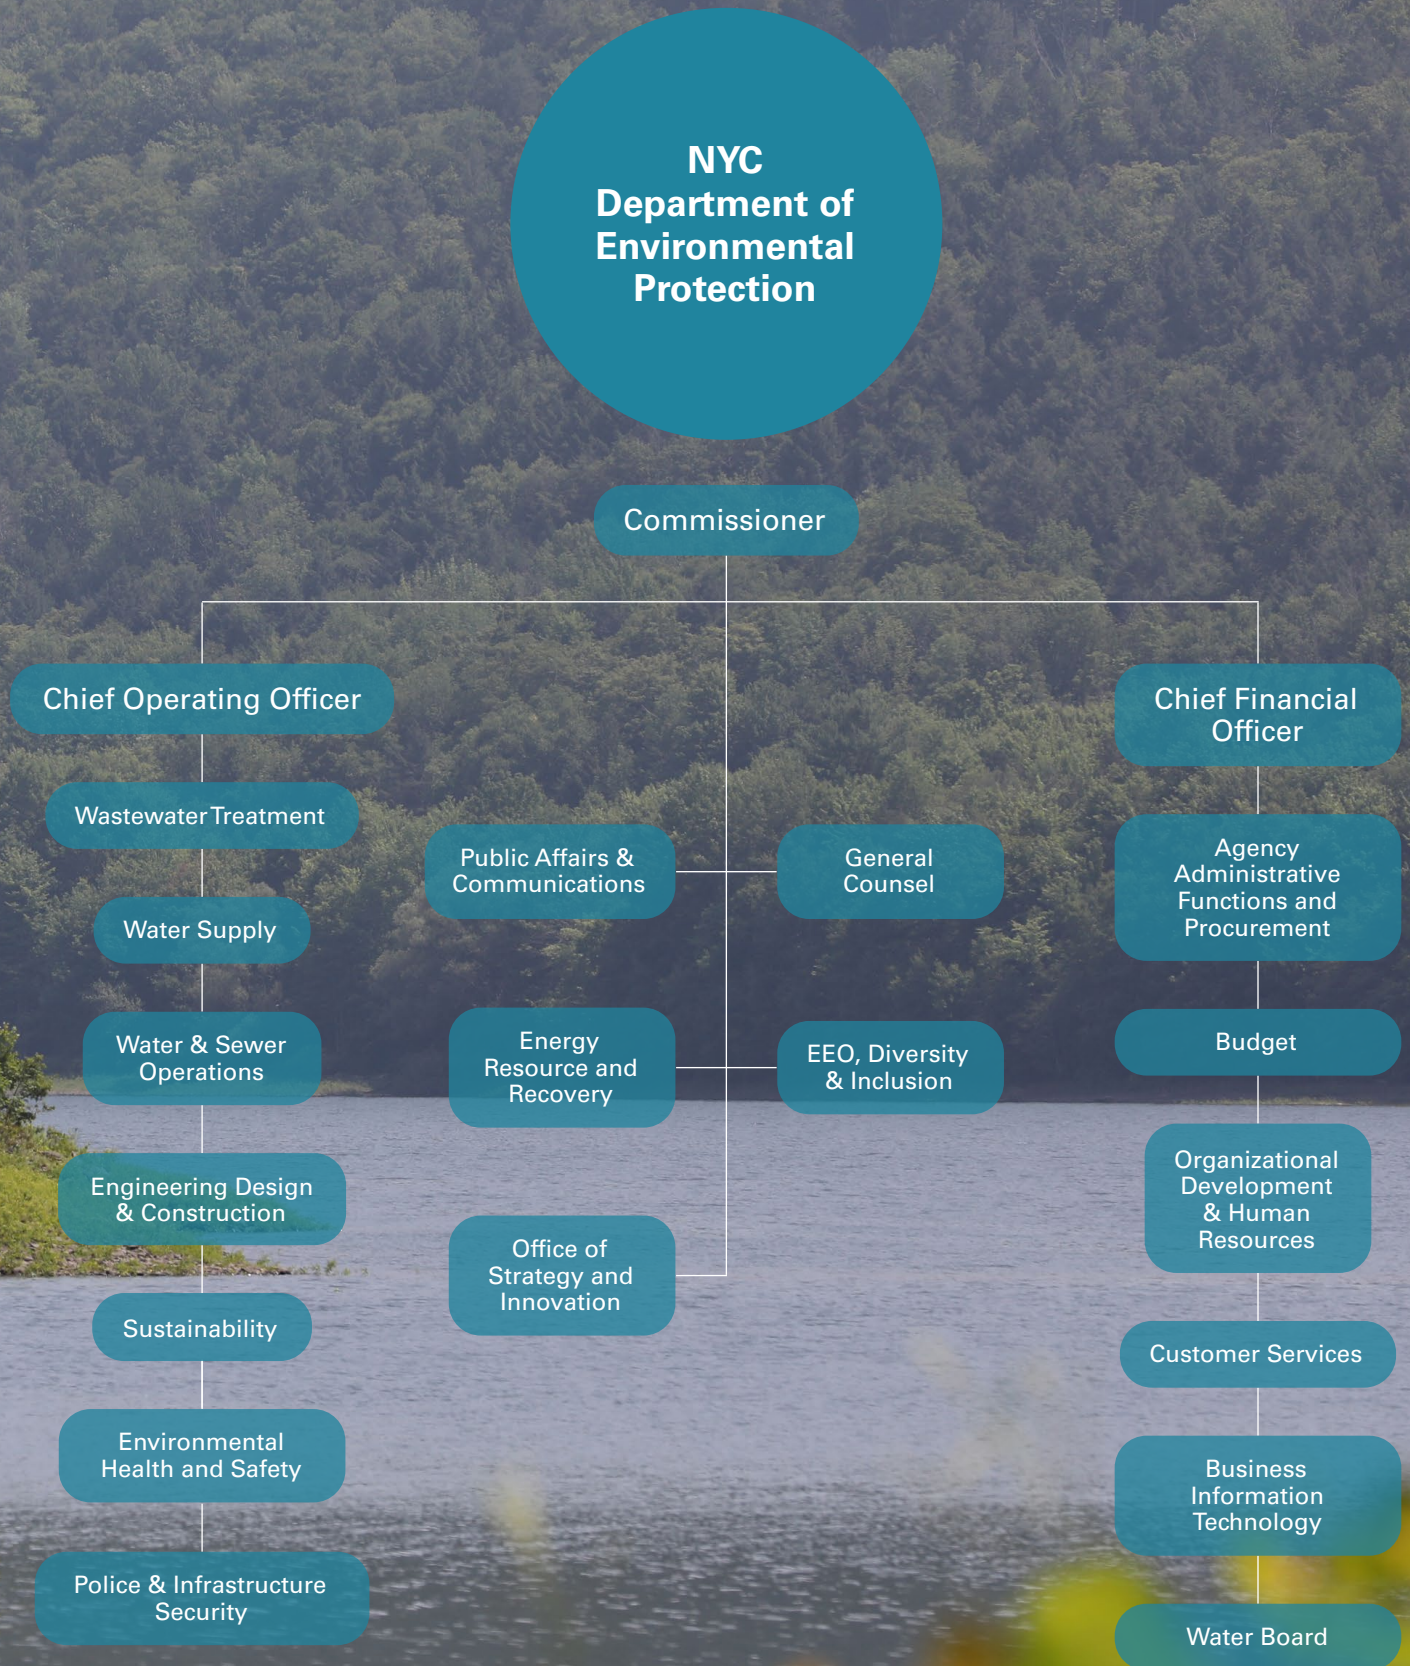 NYC
Department of
Environmental
Protection
Commissioner
Chief Operating Officer
Wastewater Treatment
Water Supply
Water & Sewer
Operations
Engineering Design
& Construction
Sustainability
Environmental
Health and Safety
Police & Infrastructure
Security
Public Affairs &
Communications
General
Counsel
Energy
Resource and
Recovery
EEO, Diversity
& Inclusion
Office of
Strategy and
Innovation
Chief Financial
Officer
Agency
Administrative
Functions and
Procurement
Budget
Organizational
Development
& Human
Resources
Customer Services
Business
Information
Technology
Water Board